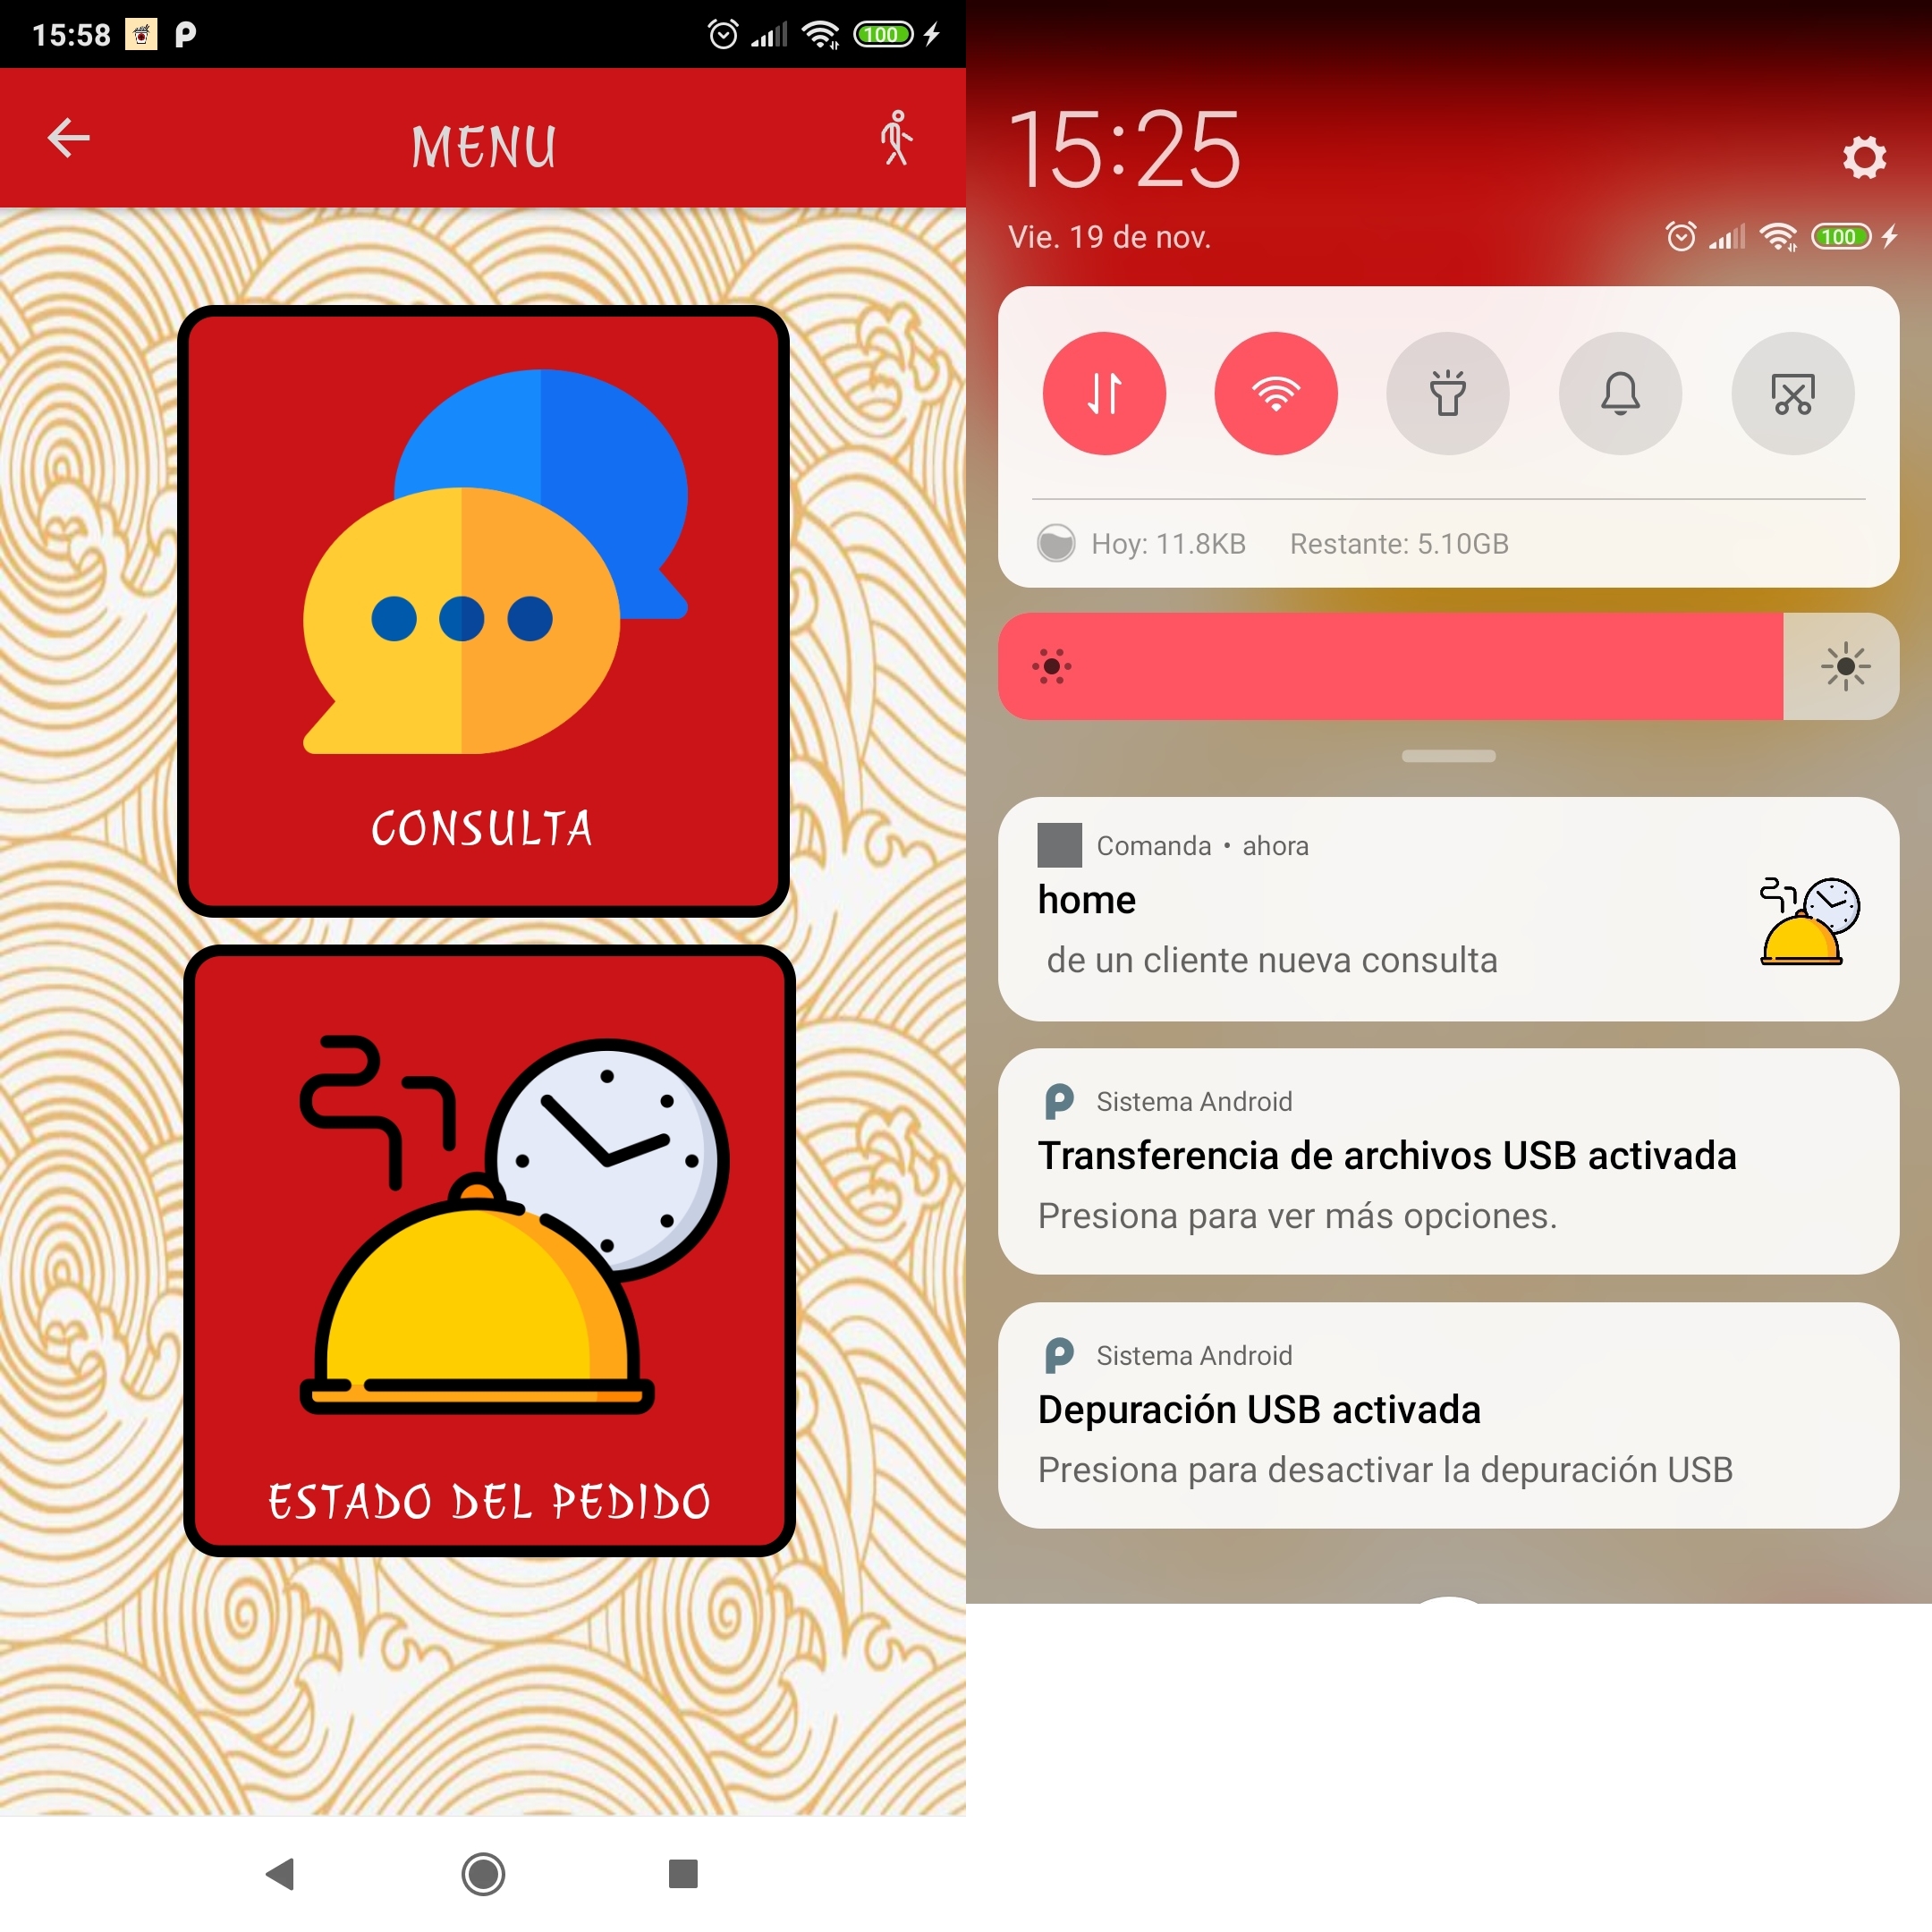 15:58
100
MENU
CONSULTA
ESTADO DEL PEDIDO
15:25
Vie. 19 de nov.
100
Hoy: 11.8KB Restante: 5.10GB
Comanda • ahora
home
de un cliente nueva consulta
Sistema Android
Transferencia de archivos USB activada
Presiona para ver más opciones.
Sistema Android
Depuración USB activada
Presiona para desactivar la depuración USB